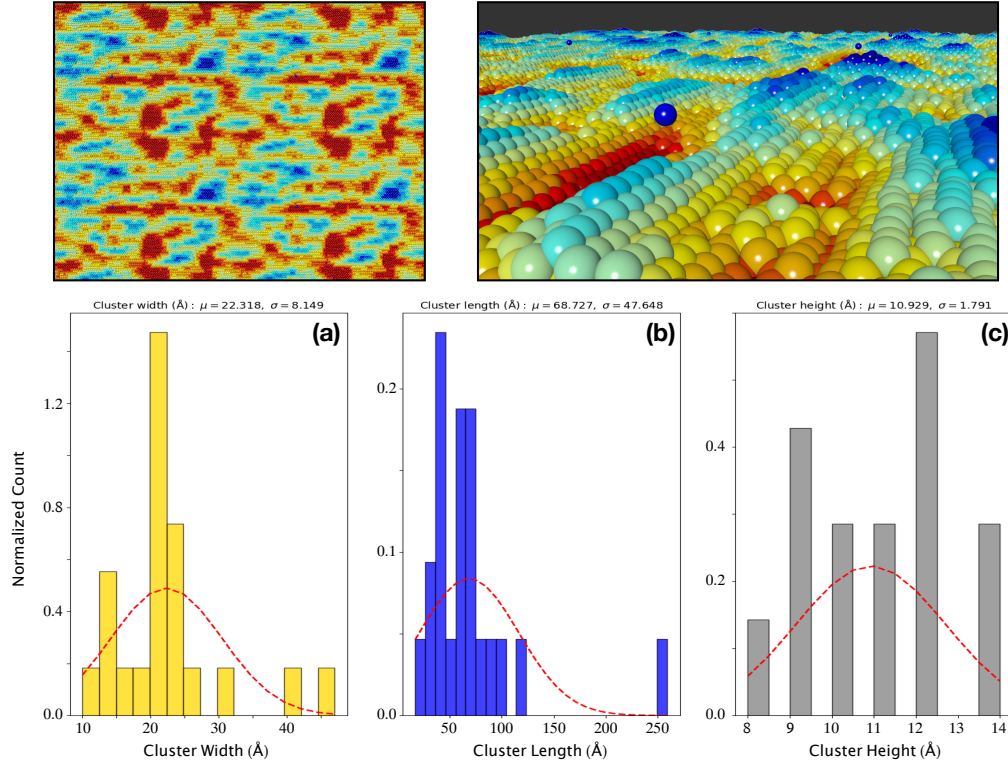 Cluster width (Å) : μ = 22.318, σ = 8.149
Cluster length (Å) : μ = 68.727, σ = 47.648
Cluster height (Å) : μ = 10.929, σ = 1.791
(a)
(b)
(c)
Normalized Count
1.2
0.8
0.4
0.0
10
20
30
40
Cluster Width (Å)
0.2
0.1
0.0
50
100
150
200
250
Cluster Length (Å)
0.4
0.2
0.0
8
9
10
11
12
13
14
Cluster Height (Å)